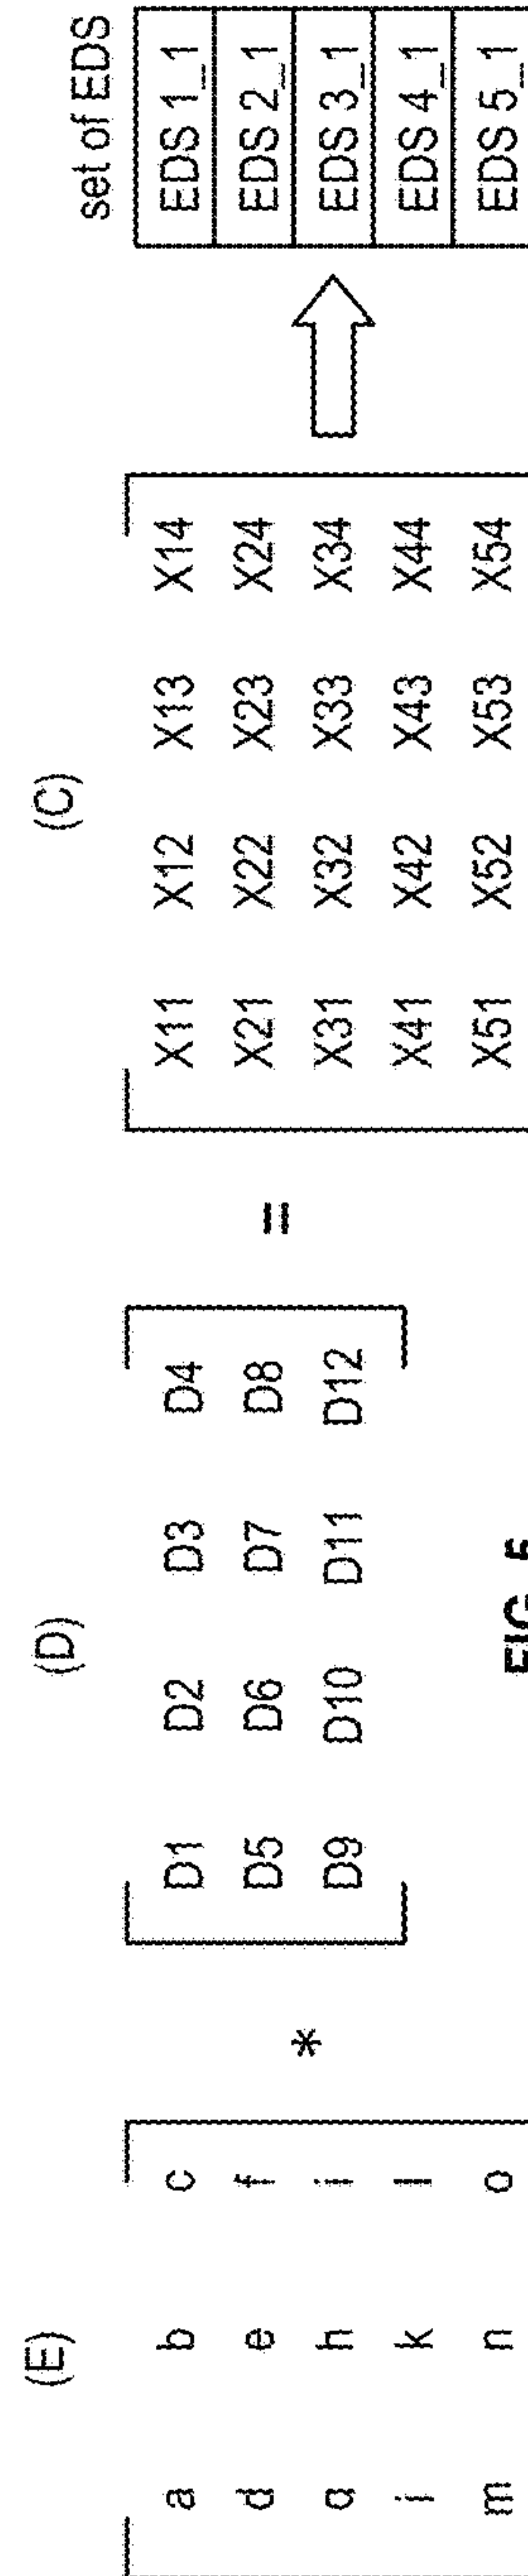 (E)
a b c
d e f
g h i
j k l
m n o
*
(D)
D1 D2 D3 D4
D5 D6 D7 D8
D9 D10 D11 D12
=
(C)
X11 X12 X13 X14
X21 X22 X23 X24
X31 X32 X33 X34
X41 X42 X43 X44
X51 X52 X53 X54
set of EDS
EDS 1_1
EDS 2_1
EDS 3_1
EDS 4_1
EDS 5_1
FIG. 5